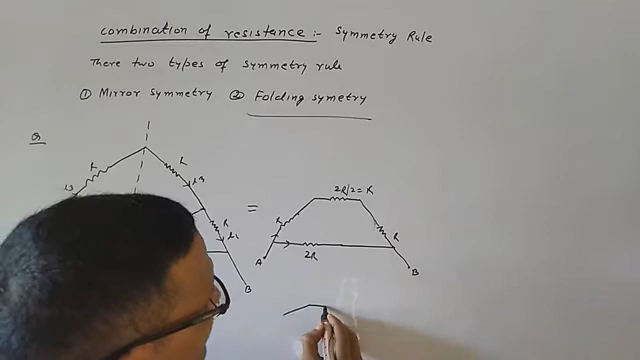 combination of resistance :- Symmetry Rule
There two types of symmetry rule
① Mirror Symmetry ② Folding symetry
Q
R
R
R
2R/2 = R
R
R
=
2R
A
B
B